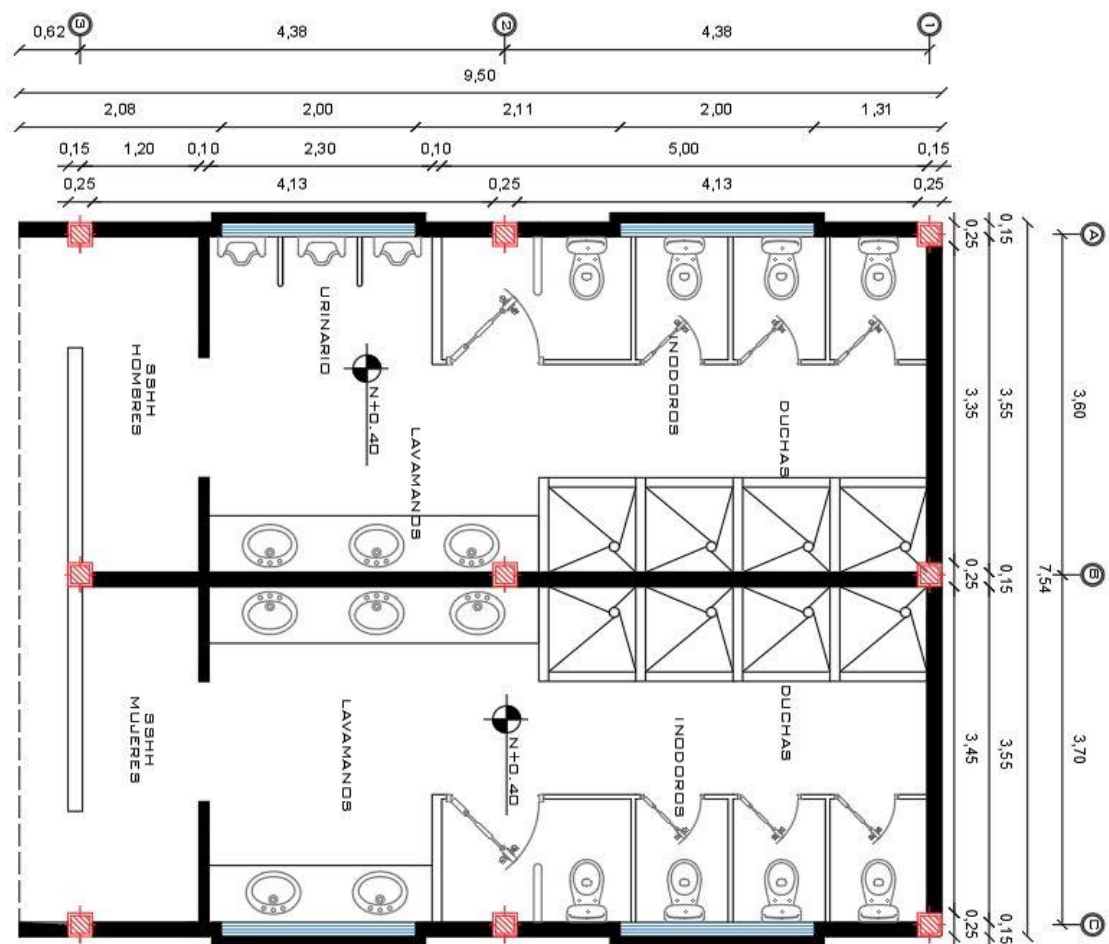 3
2
1
0,62
4,38
4,38
9,50
2,08
2,00
2,11
2,00
1,31
0,15
1,20
0,10
2,30
0,10
5,00
0,15
0,25
4,13
0,25
4,13
0,25
SSHH
HOMBRES
URINARIO
N+0.40
LAVAMANOS
INODOROS
DUCHAS
0,25
0,15
A
3,35
3,55
3,60
0,25
0,15
7,54
B
SSHH
MUJERES
LAVAMANOS
N+0.40
INODOROS
DUCHAS
3,45
3,55
3,70
0,25
0,15
C